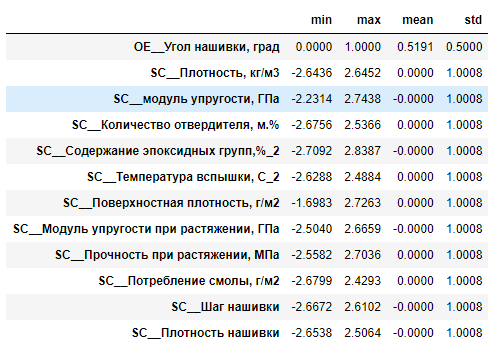 min max mean std
OE__Угол нашивки, град 0.0000 1.0000 0.5191 0.5000
SC__Плотность, кг/м3 -2.6436 2.6452 0.0000 1.0008
SC__модуль упругости, ГПа -2.2314 2.7438 -0.0000 1.0008
SC__Количество отвердителя, м.% -2.6756 2.5366 0.0000 1.0008
SC__Содержание эпоксидных групп,%_2 -2.7092 2.8387 -0.0000 1.0008
SC__Температура вспышки, С_2 -2.6288 2.4884 0.0000 1.0008
SC__Поверхностная плотность, г/м2 -1.6983 2.7263 0.0000 1.0008
SC__Модуль упругости при растяжении, ГПа -2.5040 2.6659 -0.0000 1.0008
SC__Прочность при растяжении, МПа -2.5582 2.7036 0.0000 1.0008
SC__Потребление смолы, г/м2 -2.6799 2.4293 0.0000 1.0008
SC__Шаг нашивки -2.6672 2.6102 -0.0000 1.0008
SC__Плотность нашивки -2.6538 2.5064 -0.0000 1.0008